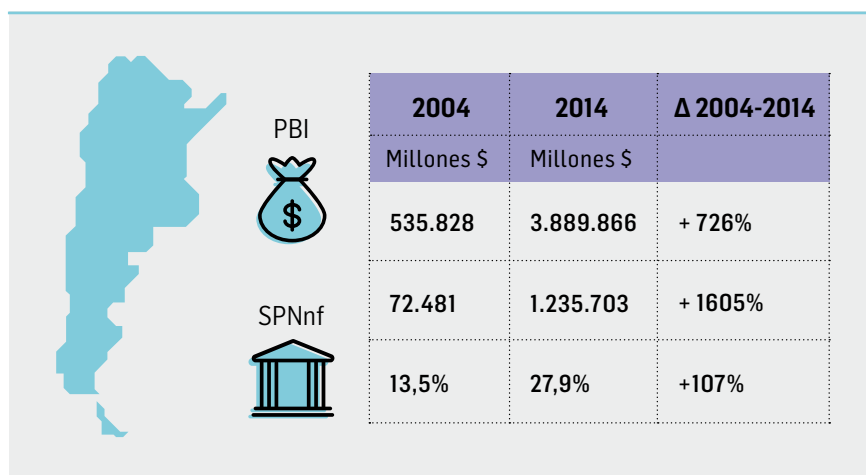 2004 2014 Δ 2004-2014
Millones $ Millones $
PBI
$
535.828 3.889.866 + 726%
SPNnf
72.481 1.235.703 + 1605%
13,5% 27,9% +107%